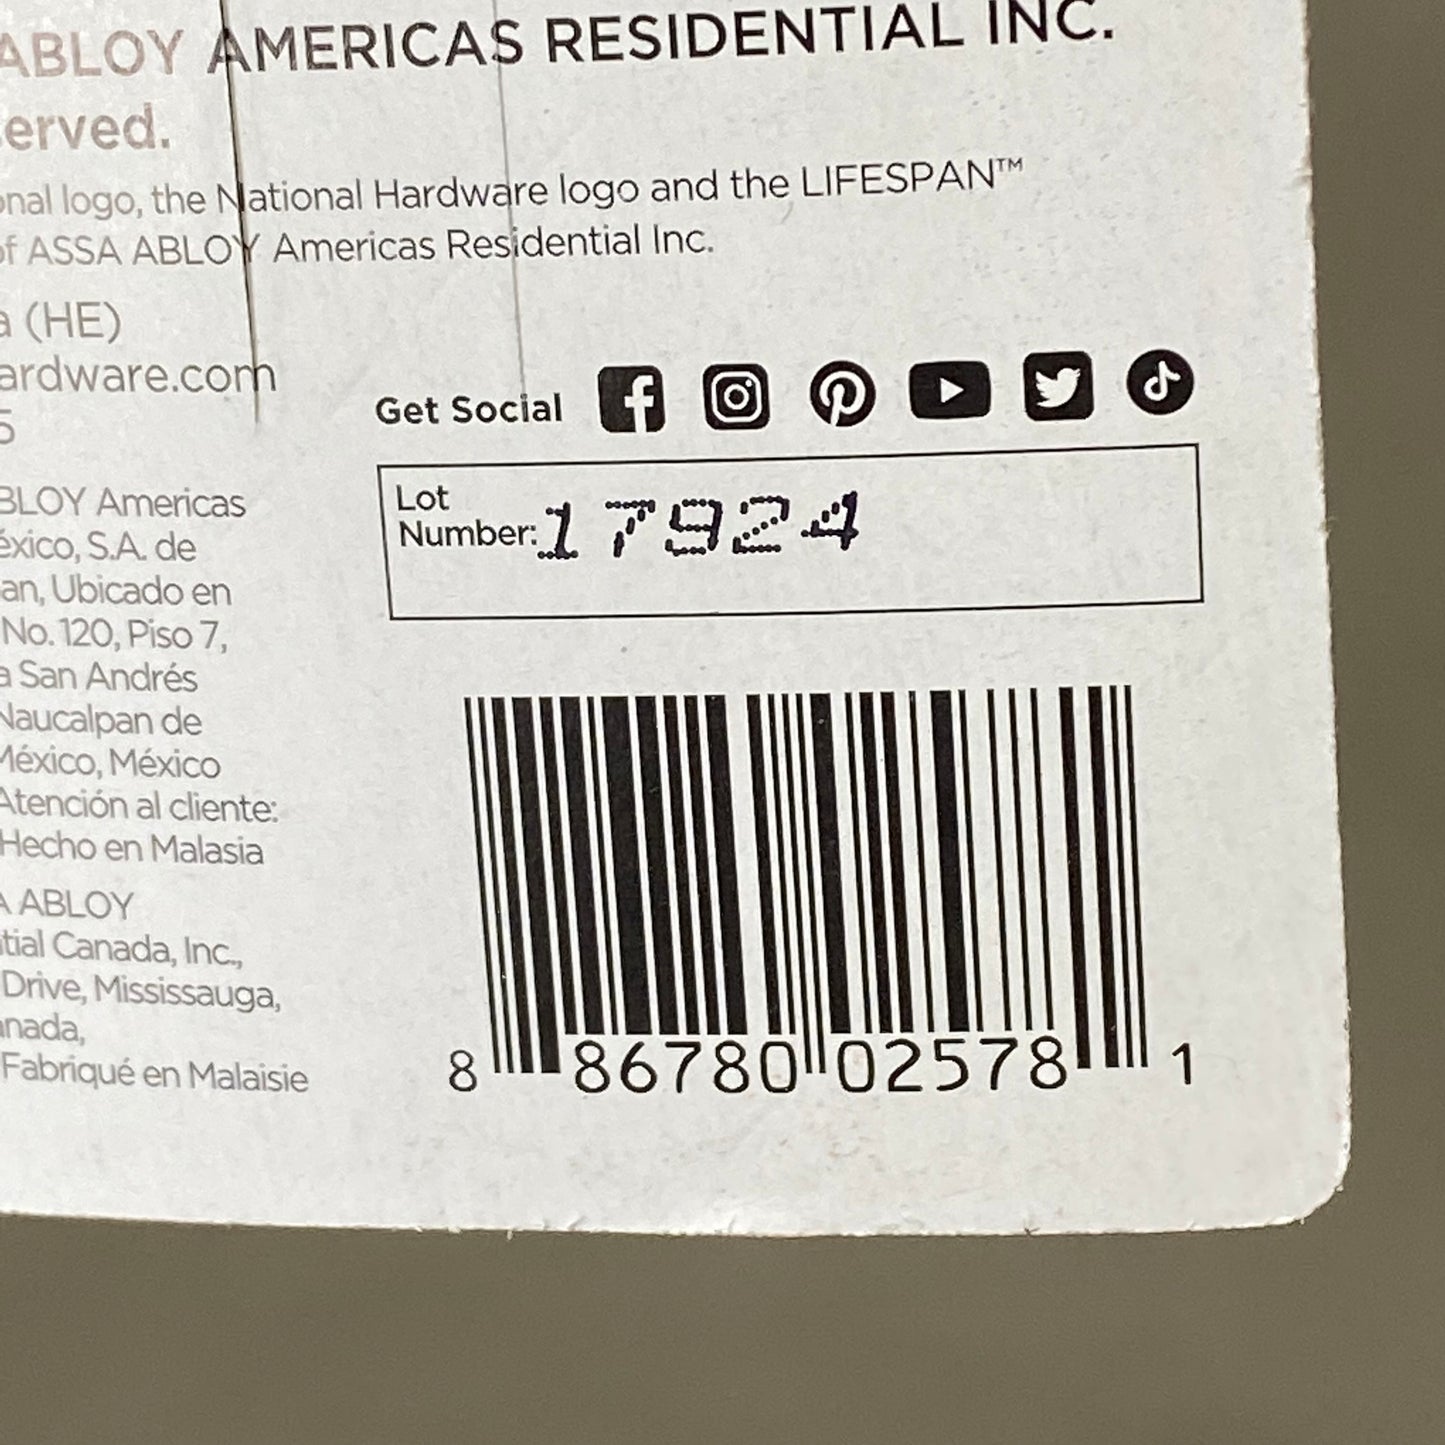 ABLOY AMERICAS RESIDENTIAL INC.
erved.
onal logo, the National Hardware logo and the LIFESPAN™
of ASSA ABLOY Americas Residential Inc.
a (HE)
ardware.com
5
Get Social
Lot
Number: 17924
BLOY Americas
éxico, S.A. de
an, Ubicado en
No. 120, Piso 7,
a San Andrés
Naucalpan de
México, México
Atención al cliente:
Hecho en Malasia
A ABLOY
tial Canada, Inc.,
Drive, Mississauga,
anada,
Fabriqué en Malaisie
8 86780 02578 1